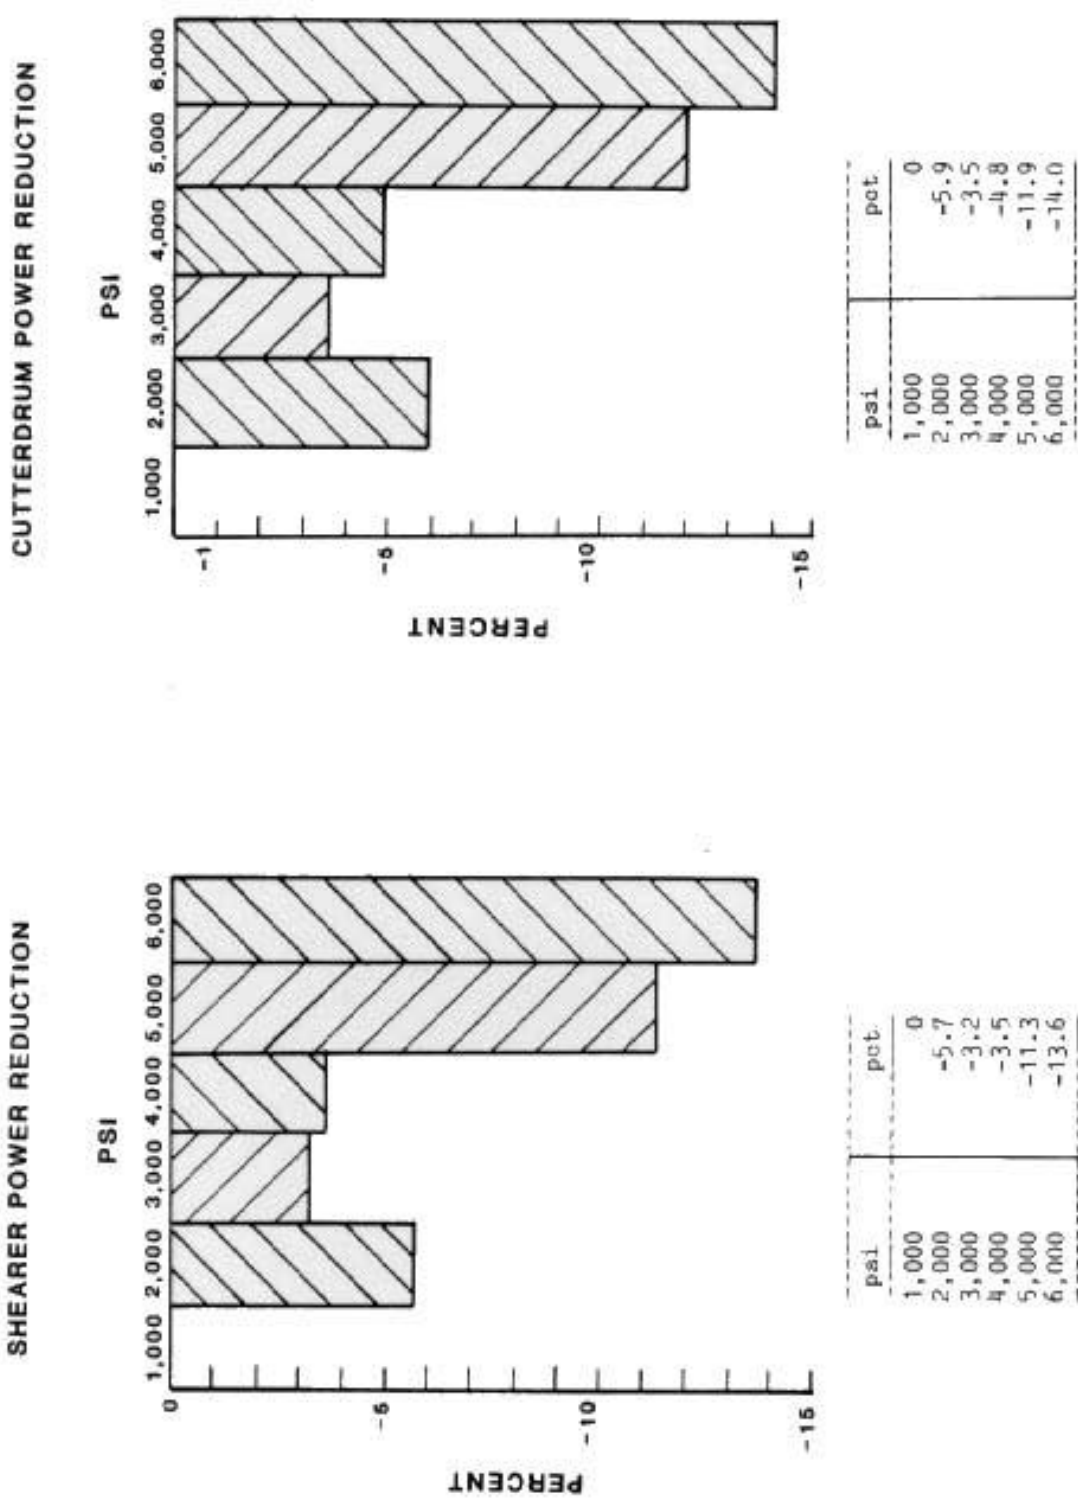 SHEARER POWER REDUCTION
PSI
1,000 2,000 3,000 4,000 5,000 6,000
0
-5
-10
-15
PERCENT
psi pct
1,000 0
2,000 -5.7
3,000 -3.2
4,000 -3.5
5,000 -11.3
6,000 -13.6
CUTTERDRUM POWER REDUCTION
PSI
1,000 2,000 3,000 4,000 5,000 6,000
-1
-5
-10
-15
PERCENT
psi pct
1,000 0
2,000 -5.9
3,000 -3.5
4,000 -4.8
5,000 -11.9
6,000 -14.0